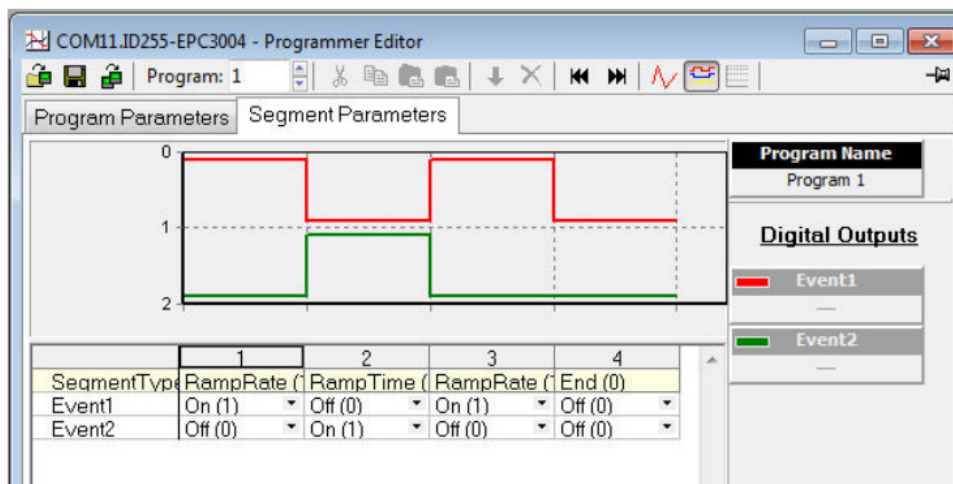 COM11.ID255-EPC3004 - Programmer Editor
Program: 1
Program Parameters Segment Parameters
0
1
2
Program Name
Program 1
Digital Outputs
Event1
—
Event2
—
1 2 3 4
SegmentType RampRate ( RampTime ( RampRate ( End (0)
Event1 On (1) Off (0) On (1) Off (0)
Event2 Off (0) On (1) Off (0) Off (0)